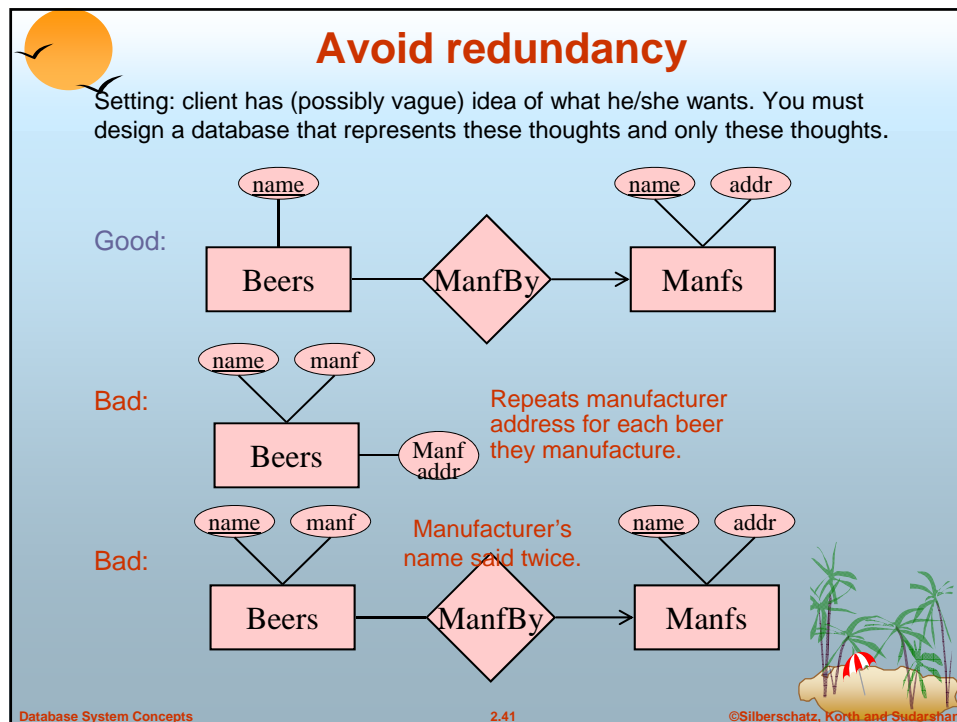 Avoid redundancy
Setting: client has (possibly vague) idea of what he/she wants. You must
design a database that represents these thoughts and only these thoughts.
name
name
addr
Good:
Beers
ManfBy
Manfs
name
manf
Bad:
Repeats manufacturer
address for each beer
they manufacture.
Beers
Manf
addr
name
manf
Manufacturer's
name said twice.
name
addr
Bad:
Beers
ManfBy
Manfs
Database System Concepts
2.41
©Silberschatz, Korth and Sudarshan